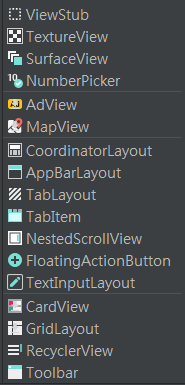 ViewStub
TextureView
SurfaceView
NumberPicker
AdView
MapView
CoordinatorLayout
AppBarLayout
TabLayout
TabItem
NestedScrollView
FloatingActionButton
TextInputLayout
CardView
GridLayout
RecyclerView
Toolbar